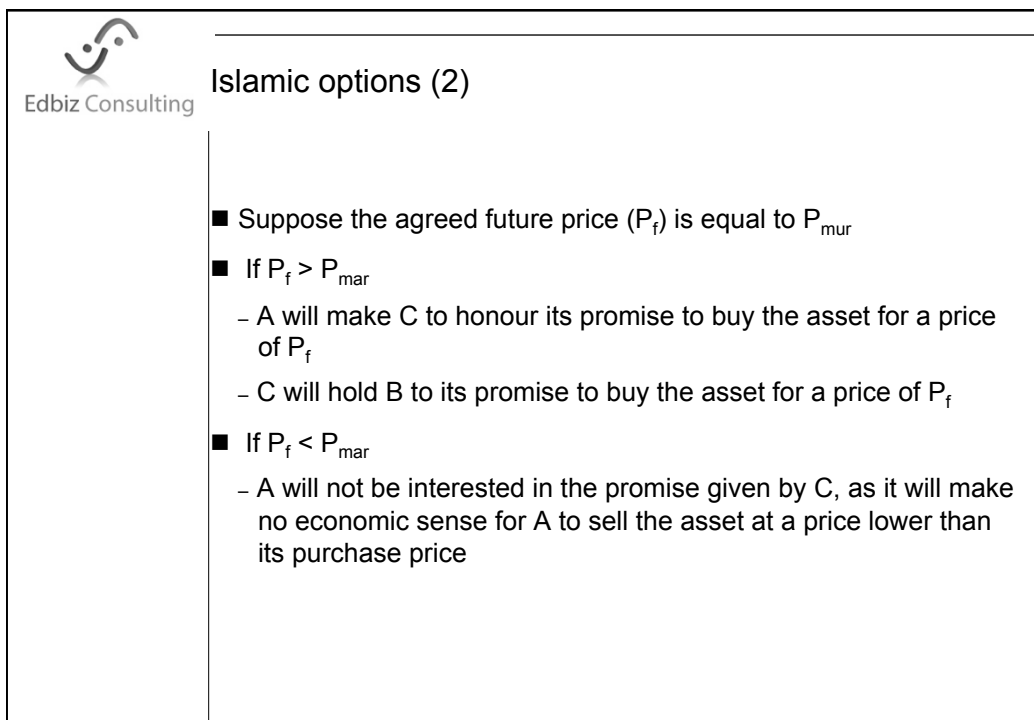 Edbiz Consulting
Islamic options (2)
■ Suppose the agreed future price (Pf) is equal to Pmur
■ If Pf > Pmar
– A will make C to honour its promise to buy the asset for a price
of Pf
– C will hold B to its promise to buy the asset for a price of Pf
■ If Pf < Pmar
– A will not be interested in the promise given by C, as it will make
no economic sense for A to sell the asset at a price lower than
its purchase price